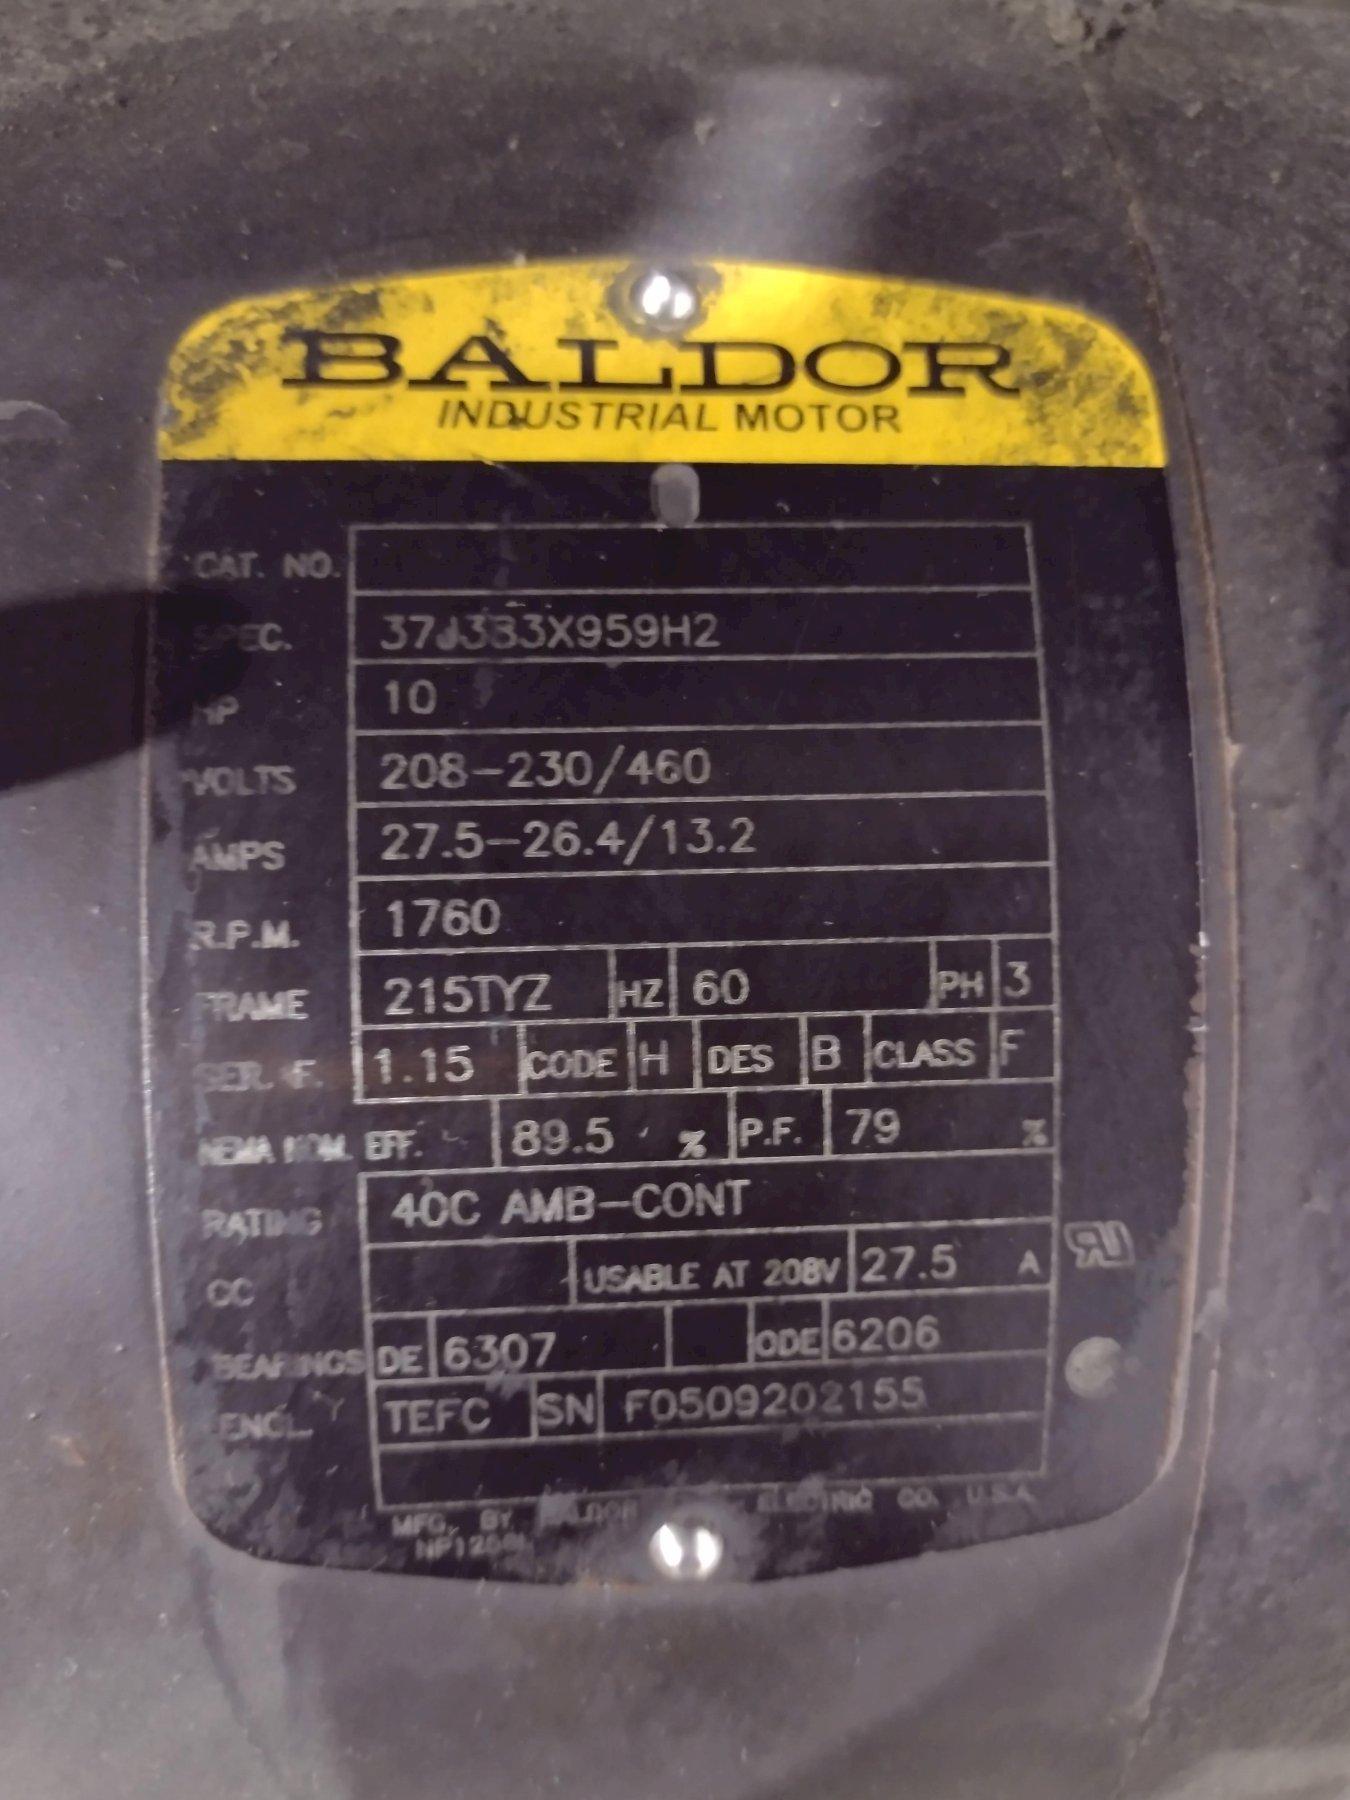 BALDOR
INDUSTRIAL MOTOR
CAT. NO.
SPEC. 37J383X959H2
HP 10
VOLTS 208-230/460
AMPS 27.5-26.4/13.2
R.P.M. 1760
FRAME 215TYZ HZ 60 PH 3
SER. F. 1.15 CODE H DES B CLASS F
NEMA NOM. EFF. 89.5 % P.F. 79 %
RATING 40C AMB-CONT
CC USABLE AT 208V 27.5 A
BEARINGS DE 6307 ODE 6206
ENCL. TEFC SN F0509202155
MFG. BY BALDOR ELECTRIC CO. U.S.A.